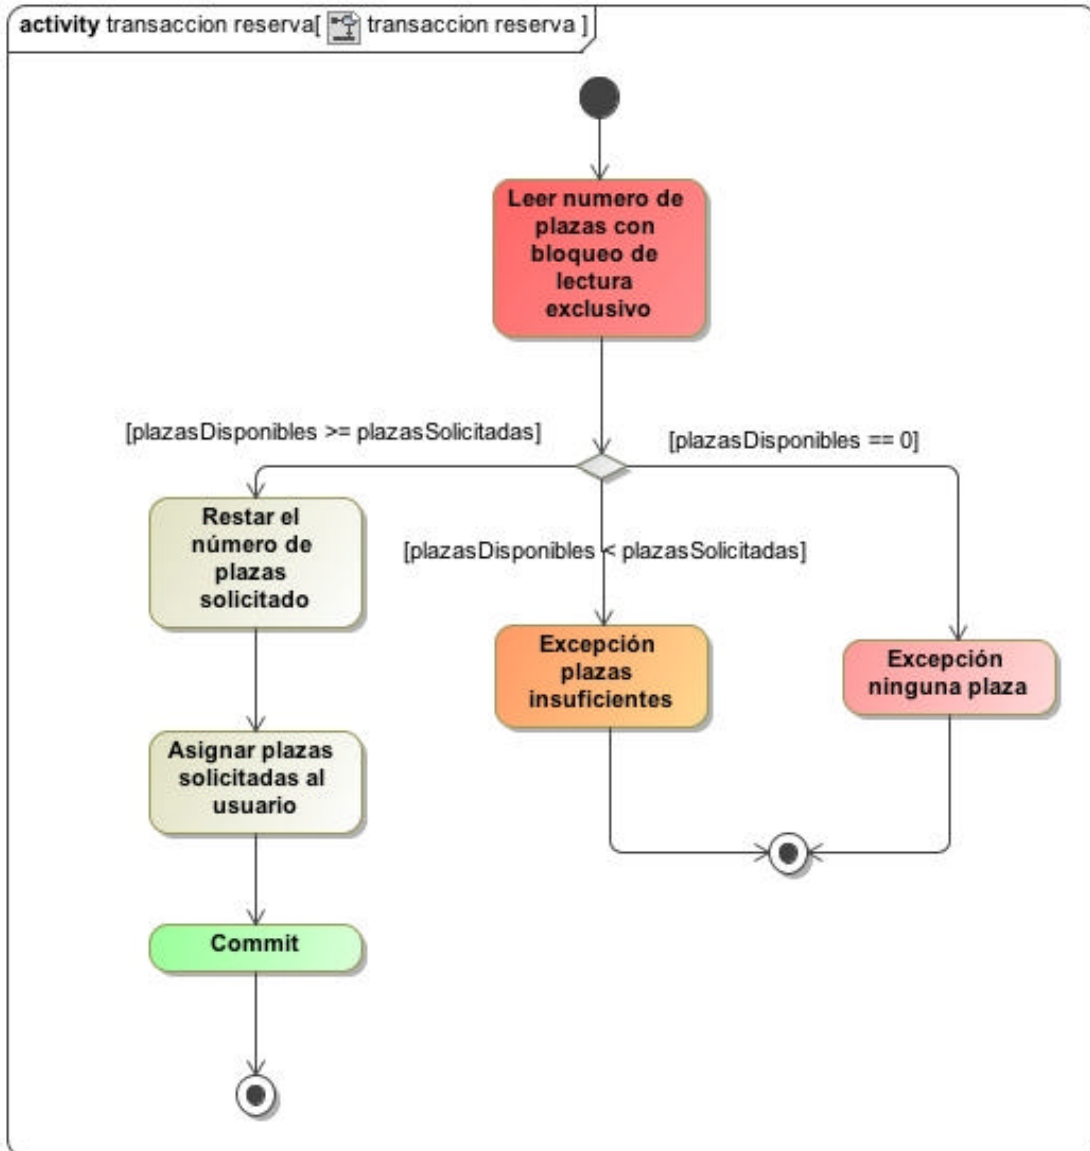 activity transaccion reserva[ transaccion reserva ]
Leer numero de
plazas con
bloqueo de
lectura
exclusivo
[plazasDisponibles >= plazasSolicitadas]
[plazasDisponibles == 0]
Restar el
número de
plazas
solicitado
[plazasDisponibles < plazasSolicitadas]
Excepción
plazas
insuficientes
Excepción
ninguna plaza
Asignar plazas
solicitadas al
usuario
Commit